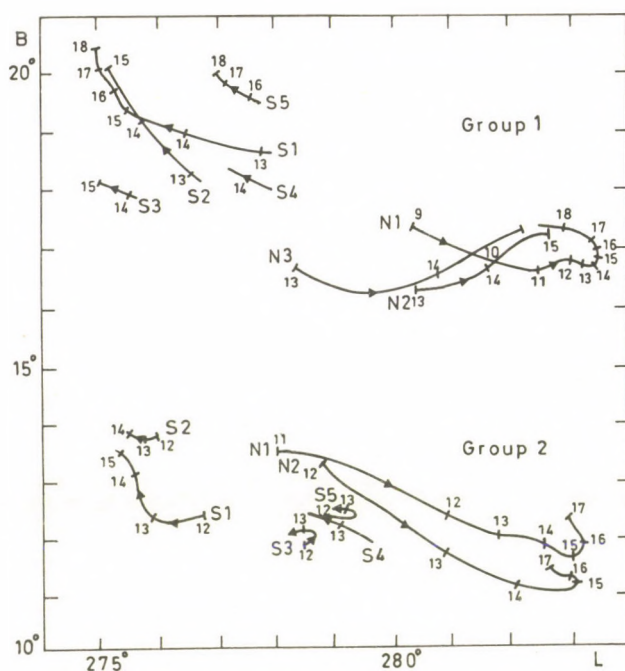 B
18 15 18
20° 17 17 16
16 S5
15
14 14 13 S1 Group 1
13 S2 14 S4
15 14 S3
N1 9 18 17
N3 10 15 16
13 14 14 11 12 13 14 15
N2 13
15°
14 13 12 S2 N1 11 Group 2
15 N2 12
14 S5 13 12 17
13 12 S1 12 13 14 15 16
S3 12 13 S4 13 17 16
14 15
10°
275° 280° L